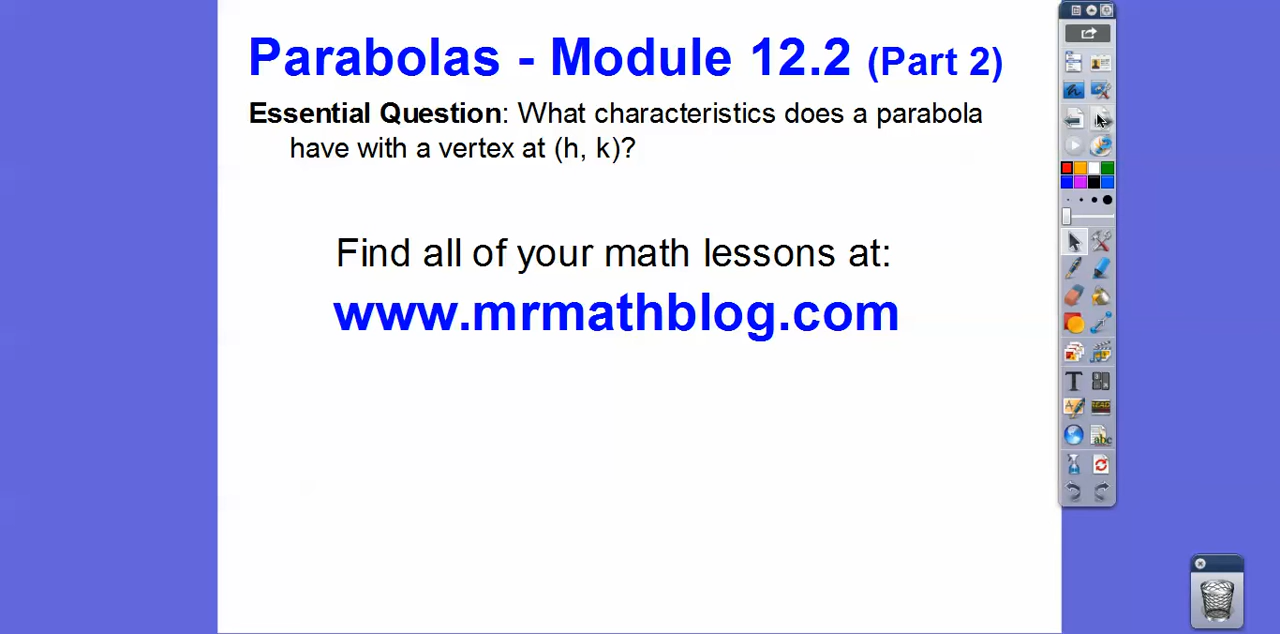 Parabolas - Module 12.2 (Part 2)
Essential Question: What characteristics does a parabola
have with a vertex at (h, k)?
Find all of your math lessons at:
www.mrmathblog.com
T
abc